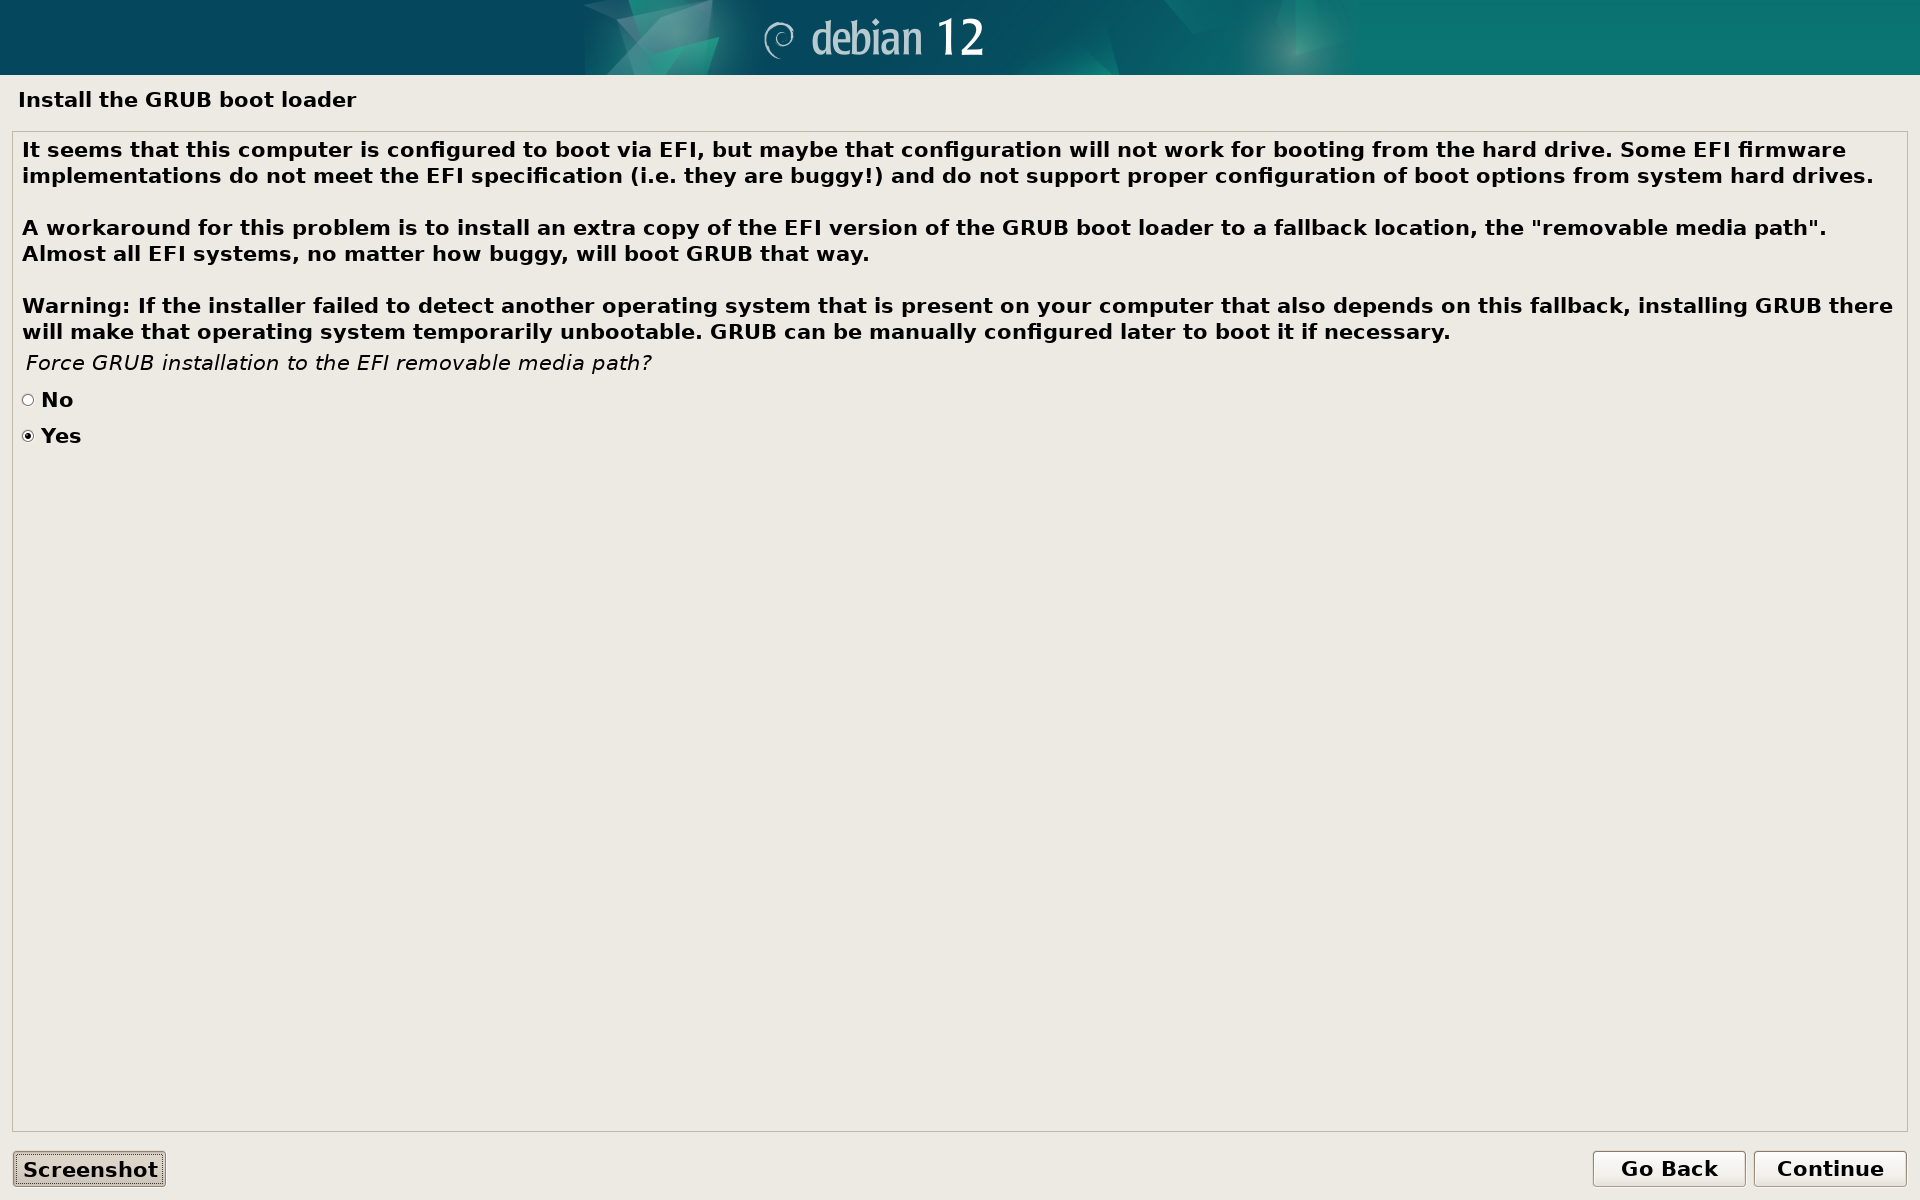 debian 12
Install the GRUB boot loader
It seems that this computer is configured to boot via EFI, but maybe that configuration will not work for booting from the hard drive. Some EFI firmware
implementations do not meet the EFI specification (i.e. they are buggy!) and do not support proper configuration of boot options from system hard drives.
A workaround for this problem is to install an extra copy of the EFI version of the GRUB boot loader to a fallback location, the "removable media path".
Almost all EFI systems, no matter how buggy, will boot GRUB that way.
Warning: If the installer failed to detect another operating system that is present on your computer that also depends on this fallback, installing GRUB there
will make that operating system temporarily unbootable. GRUB can be manually configured later to boot it if necessary.
Force GRUB installation to the EFI removable media path?
No
Yes
Screenshot
Go Back
Continue